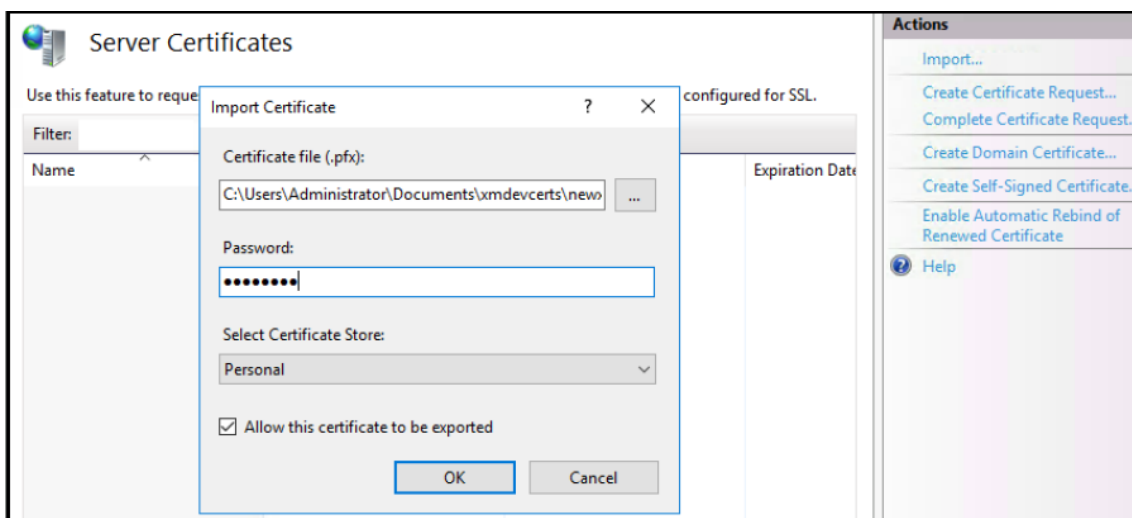 Server Certificates
Use this feature to reque
configured for SSL.
Filter:
Name
Expiration Date
Import Certificate
?
Certificate file (.pfx):
C:\Users\Administrator\Documents\xmdevcerts\new
...
Password:
••••••••
Select Certificate Store:
Personal
Allow this certificate to be exported
OK
Cancel
Actions
Import...
Create Certificate Request...
Complete Certificate Request.
Create Domain Certificate...
Create Self-Signed Certificate.
Enable Automatic Rebind of
Renewed Certificate
Help